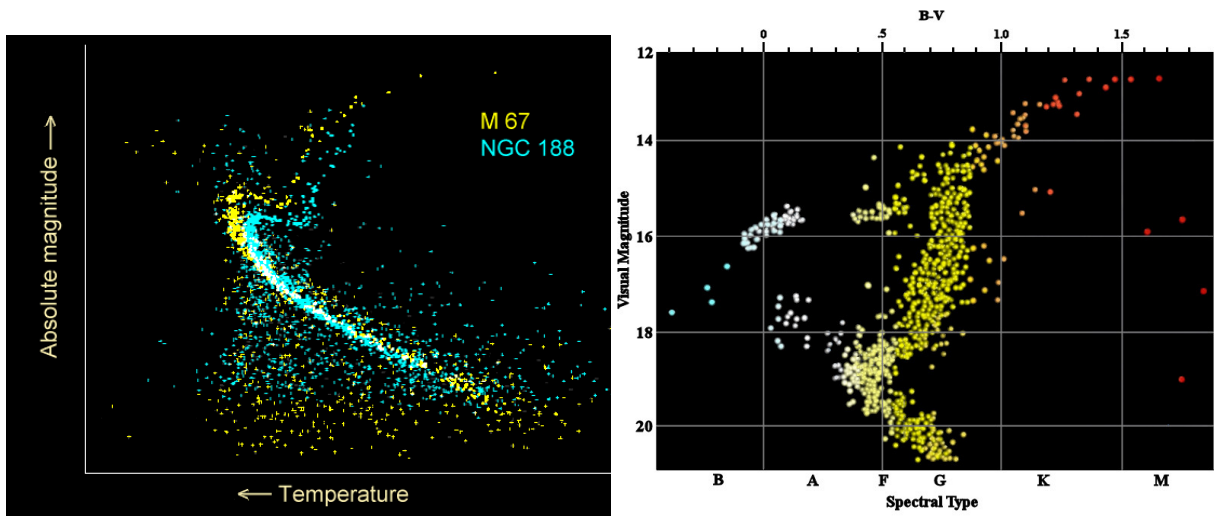 M 67
NGC 188
Absolute magnitude
Temperature
B-V
0 .5 1.0 1.5
12
14
16
18
20
Visual Magnitude
B A F G K M
Spectral Type